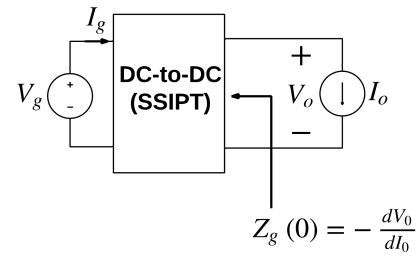 I_g
DC-to-DC
(SSIPT)
V_g
+
−
+
V_o
−
I_o
Z_g (0) = − dV_0/dI_0